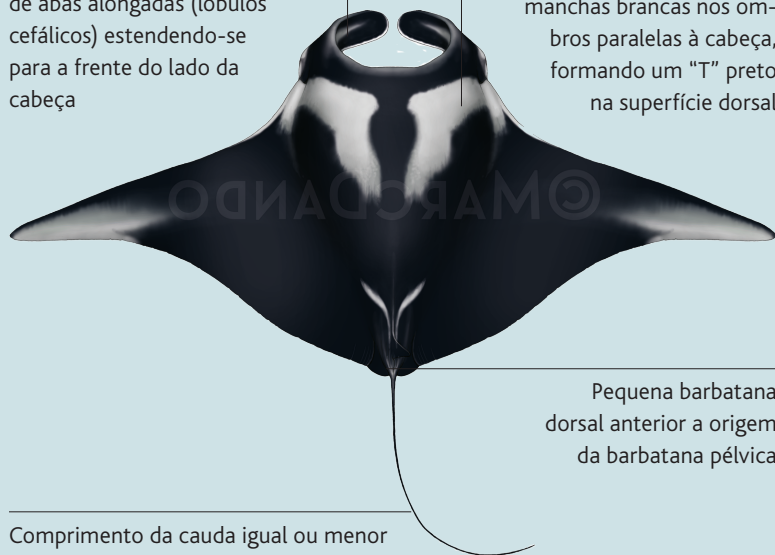 de abas alongadas (lóbulos
cefálicos) estendendo-se
para a frente do lado da
cabeça
manchas brancas nos om-
bros paralelas à cabeça,
formando um “T” preto
na superfície dorsal
©MARCDANDO
Pequena barbatana
dorsal anterior a origem
da barbatana pélvica
Comprimento da cauda igual ou menor